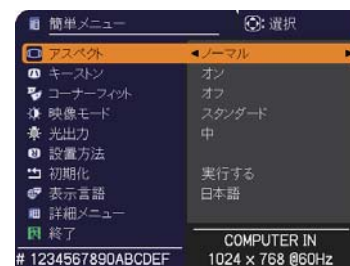 簡単メニュー :選択
アスペクト ノーマル
キーストン オン
コーナーフィット オフ
映像モード スタンダード
光出力 中
設置方法
初期化 実行する
表示言語 日本語
詳細メニュー
終了
COMPUTER IN
# 1234567890ABCDEF 1024 x 768 @60Hz